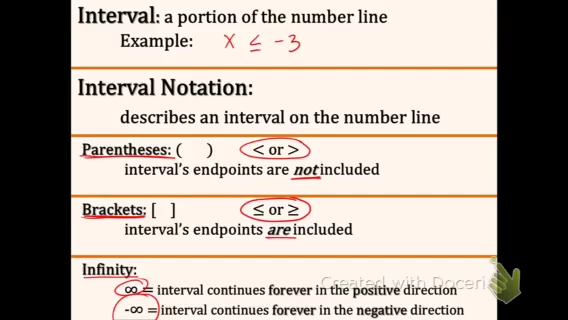 Interval: a portion of the number line
Example: x ≤ -3
Interval Notation:
describes an interval on the number line
Parentheses: ( ) < or >
interval's endpoints are not included
Brackets: [ ] ≤ or ≥
interval's endpoints are included
Infinity:
∞ = interval continues forever in the positive direction
-∞ = interval continues forever in the negative direction
Created with Doceri